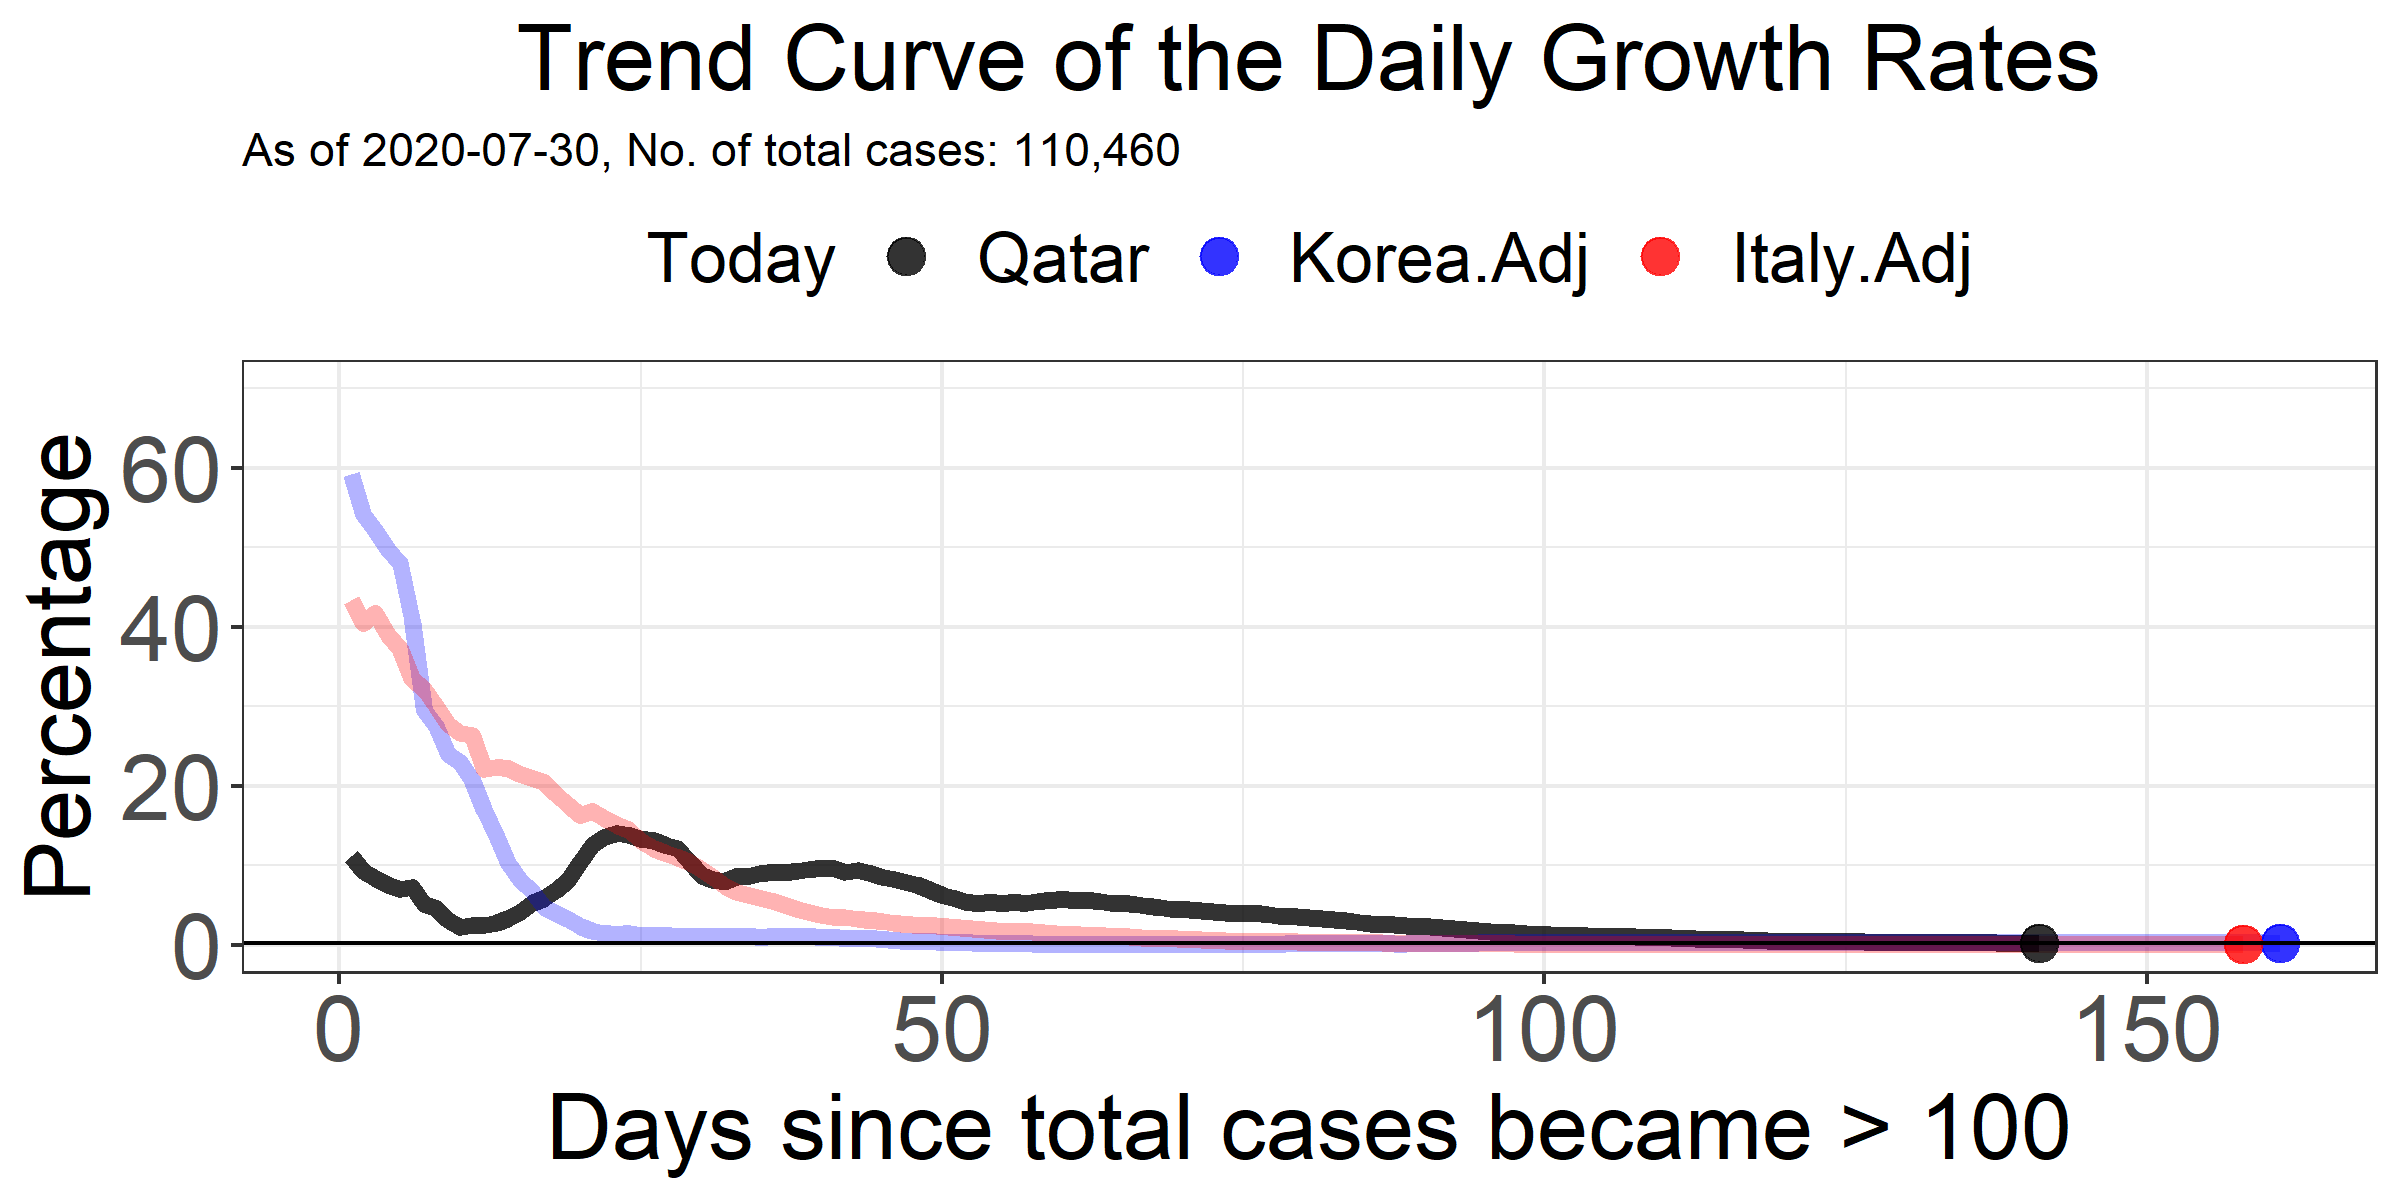 Trend Curve of the Daily Growth Rates
As of 2020-07-30, No. of total cases: 110,460
Today Qatar Korea.Adj Italy.Adj
Percentage
60
40
20
0
0 50 100 150
Days since total cases became > 100